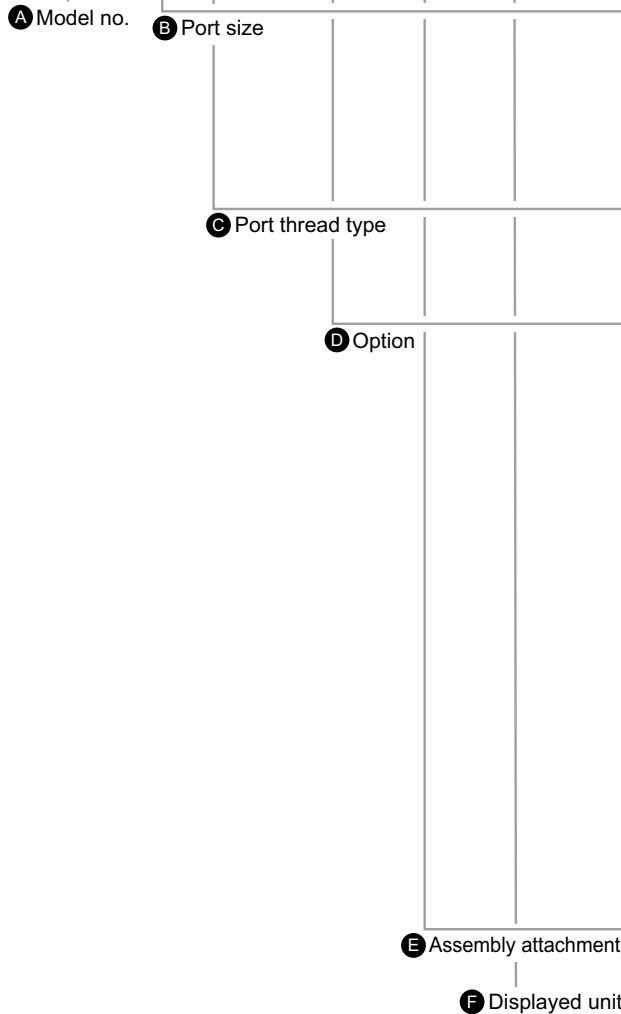 A Model no.
B Port size
C Port thread type
D Option
E Assembly attachment
F Displayed unit